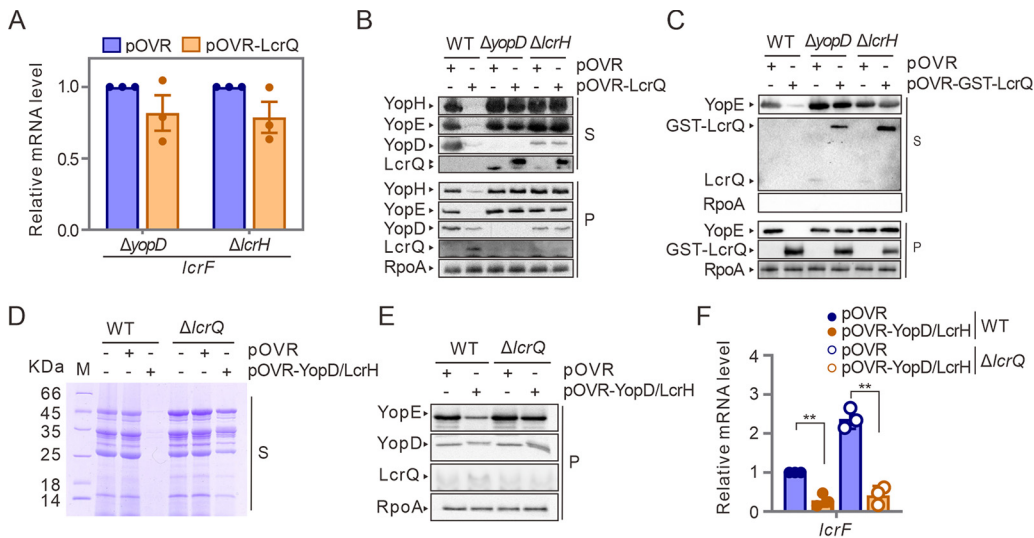 A
pOVR
pOVR-LcrQ
Relative mRNA level
1.0
0.5
0.0
ΔyopD
ΔlcrH
lcrF
B
WT ΔyopD ΔlcrH
+ - + - + - pOVR
- + - + - + pOVR-LcrQ
YopH
YopE
YopD
LcrQ
S
YopH
YopE
YopD
LcrQ
RpoA
P
C
WT ΔyopD ΔlcrH
+ - + - + - pOVR
- + - + - + pOVR-GST-LcrQ
YopE
GST-LcrQ
LcrQ
RpoA
S
YopE
GST-LcrQ
RpoA
P
D
WT ΔlcrQ
- + - - + - pOVR
KDa M - - + - - + pOVR-YopD/LcrH
66
45
35
25
18
14
S
E
WT ΔlcrQ
+ - + - pOVR
- + - + pOVR-YopD/LcrH
YopE
YopD
LcrQ
RpoA
P
F
pOVR
pOVR-YopD/LcrH
WT
pOVR
pOVR-YopD/LcrH
ΔlcrQ
Relative mRNA level
4
3
2
1
0
**
**
lcrF